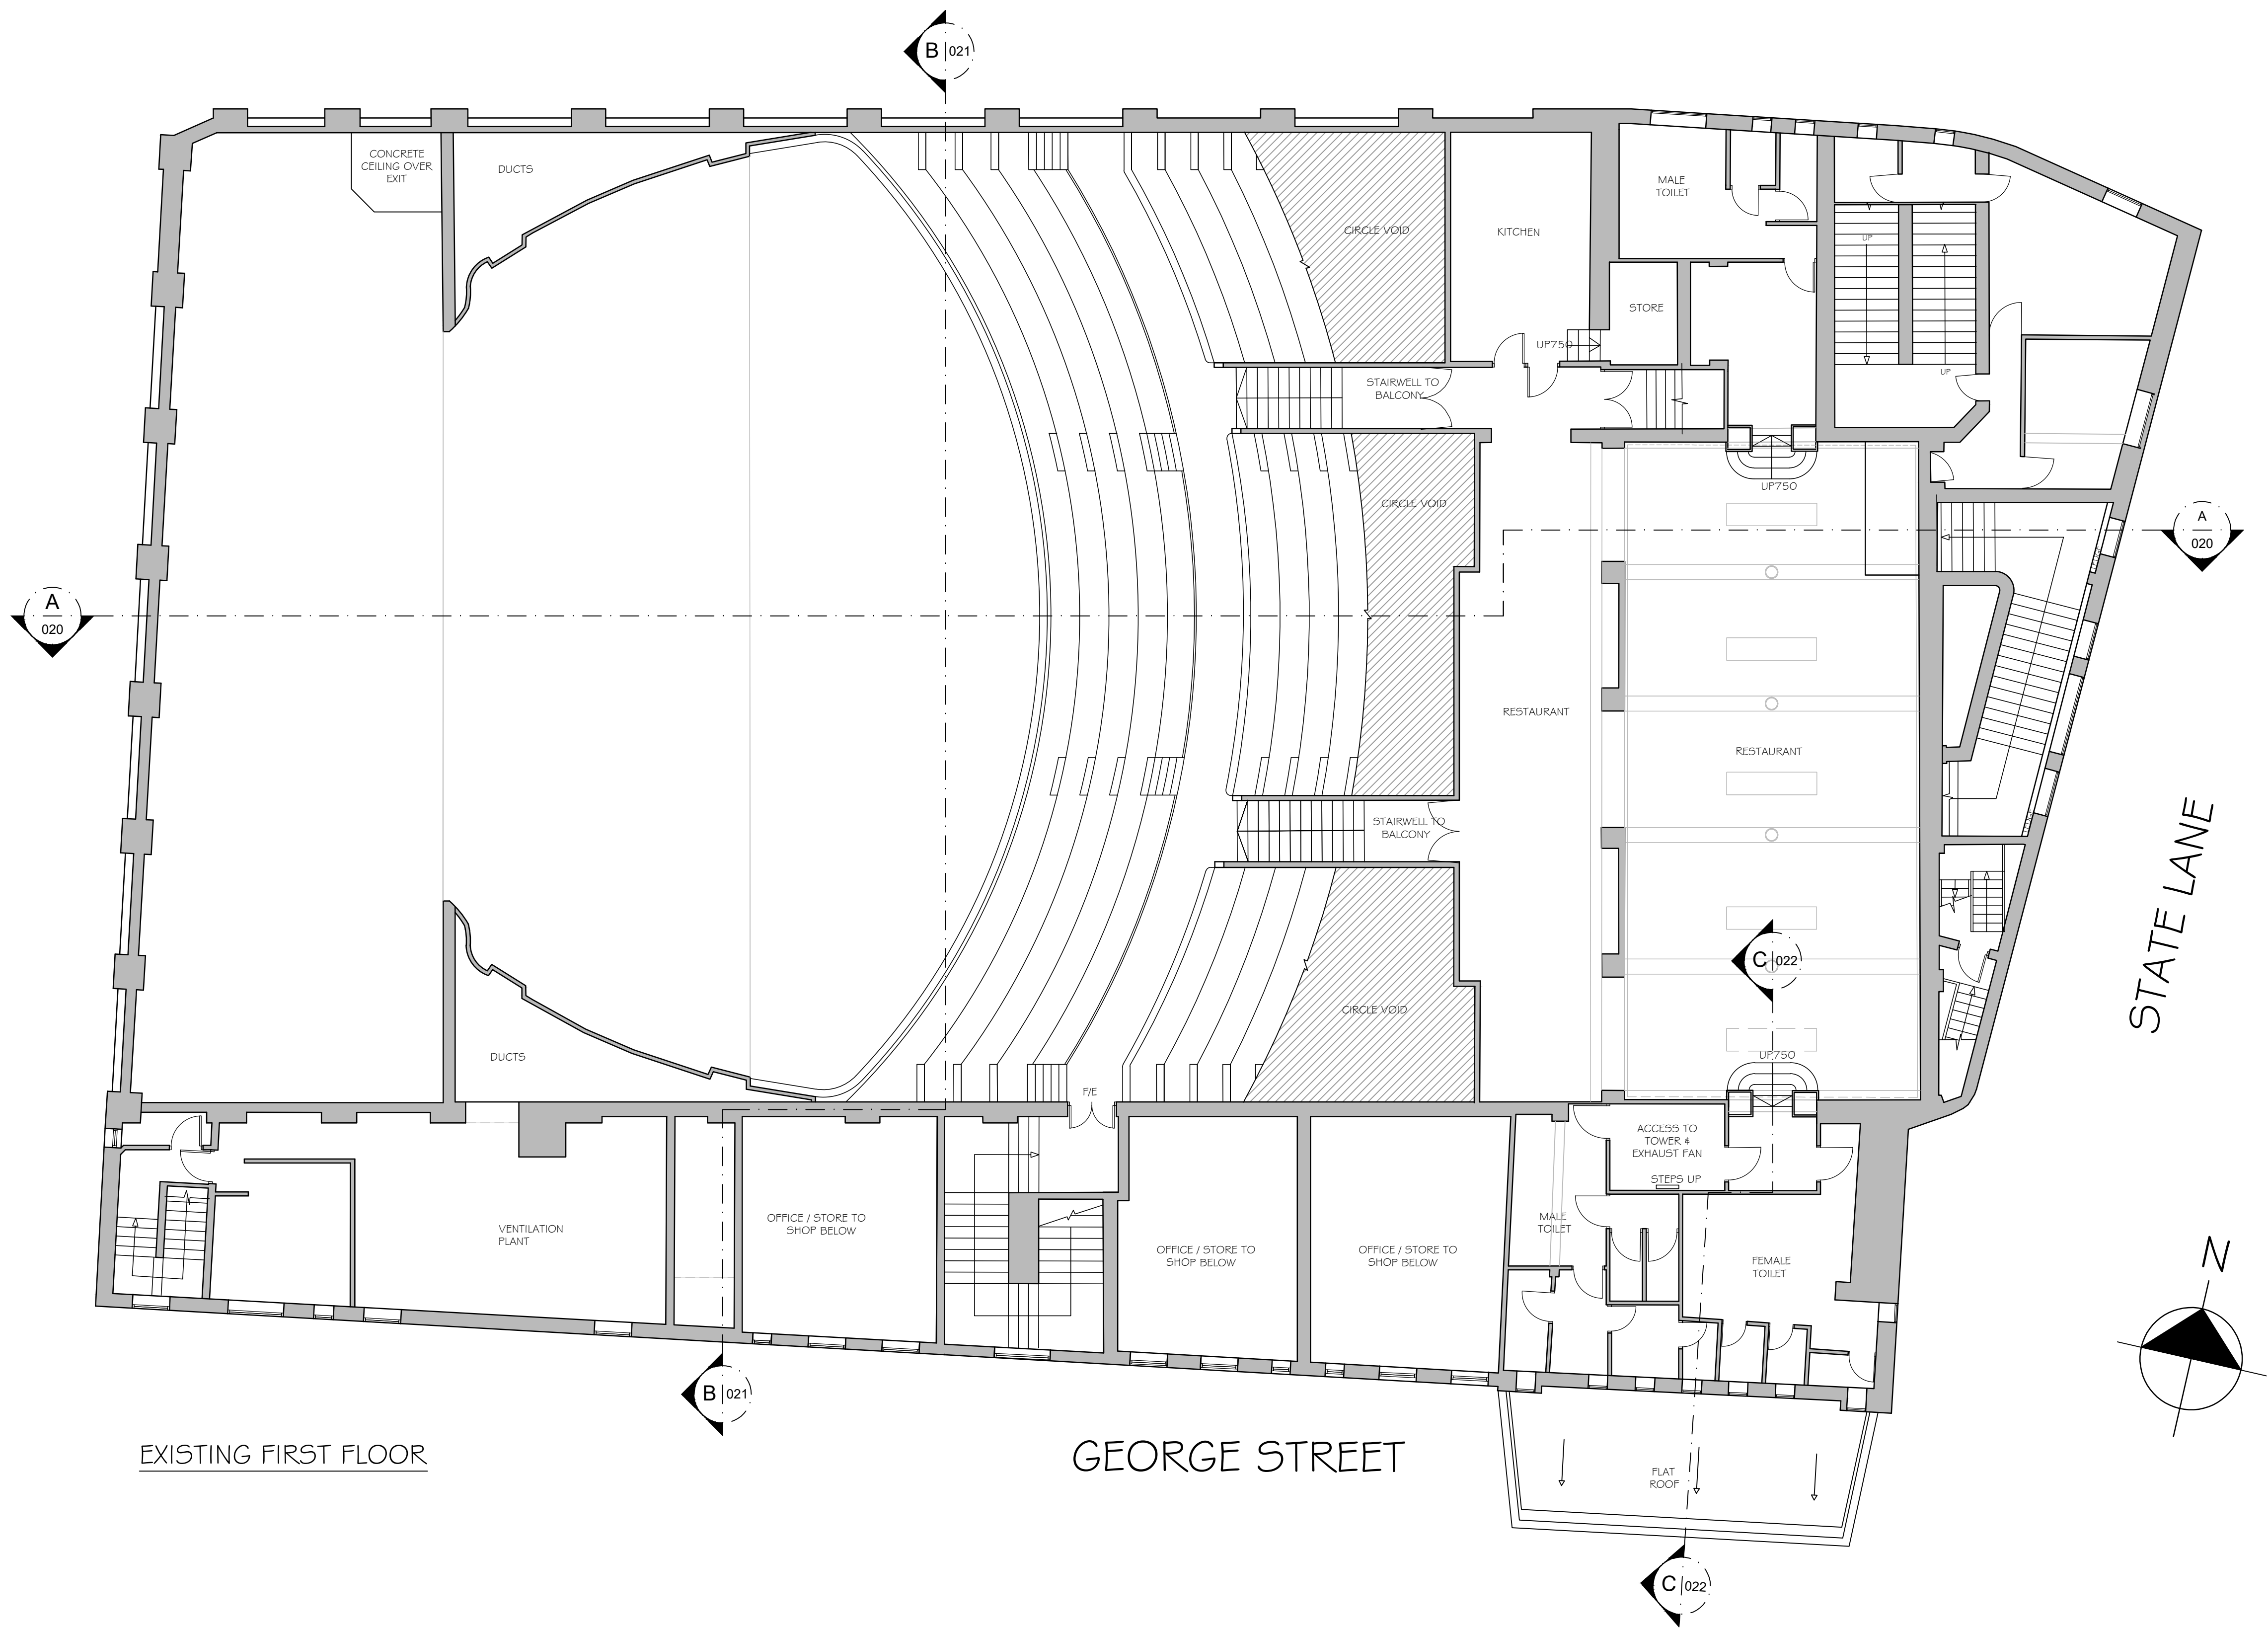 B 021
CONCRETE
CEILING OVER
EXIT
DUCTS
MALE
TOILET
CIRCLE VOID
KITCHEN
UP
STORE
UP750
UP
STAIRWELL TO
BALCONY
UP750
CIRCLE VOID
A
020
A
020
RESTAURANT
RESTAURANT
STAIRWELL TO
BALCONY
STATE LANE
C 022
CIRCLE VOID
DUCTS
UP750
F/E
ACCESS TO
TOWER &
EXHAUST FAN
STEPS UP
MALE
TOILET
OFFICE / STORE TO
SHOP BELOW
VENTILATION
PLANT
OFFICE / STORE TO
SHOP BELOW
OFFICE / STORE TO
SHOP BELOW
FEMALE
TOILET
N
B 021
EXISTING FIRST FLOOR
GEORGE STREET
FLAT
ROOF
C 022